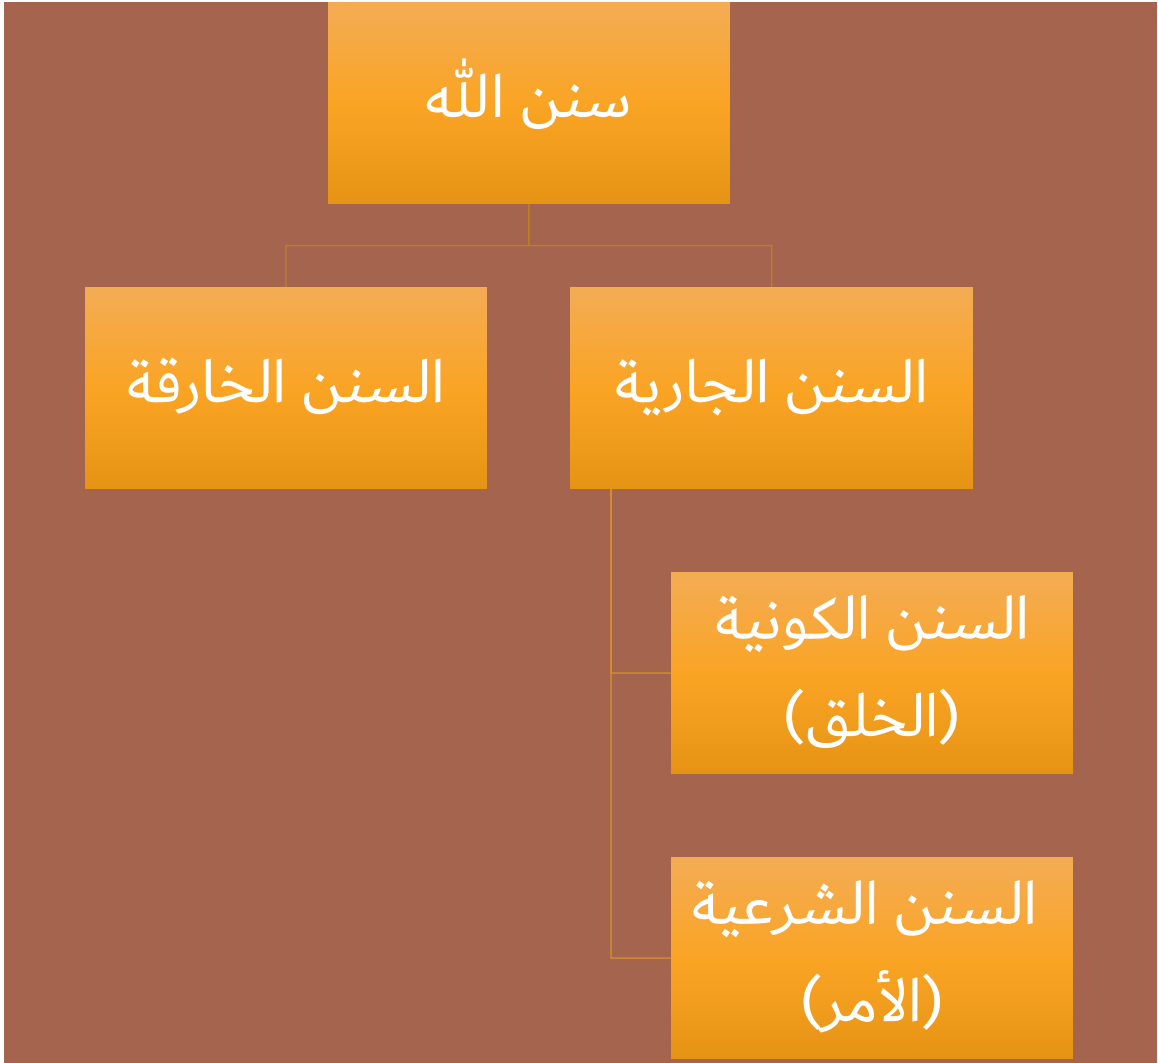 سنن الله
السنن الجارية
السنن الخارقة
السنن الكونية
(الخلق)
السنن الشرعية
(الأمر)